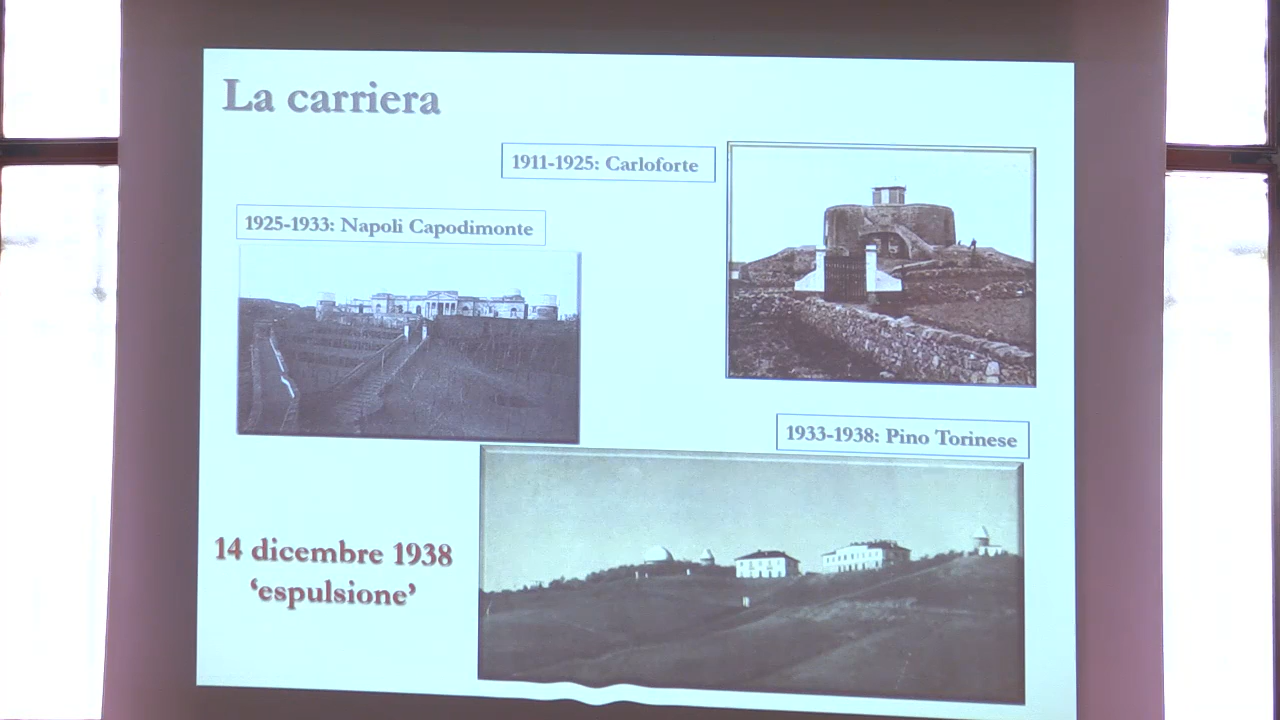 La carriera
1911-1925: Carloforte
1925-1933: Napoli Capodimonte
1933-1938: Pino Torinese
14 dicembre 1938
‘espulsione’